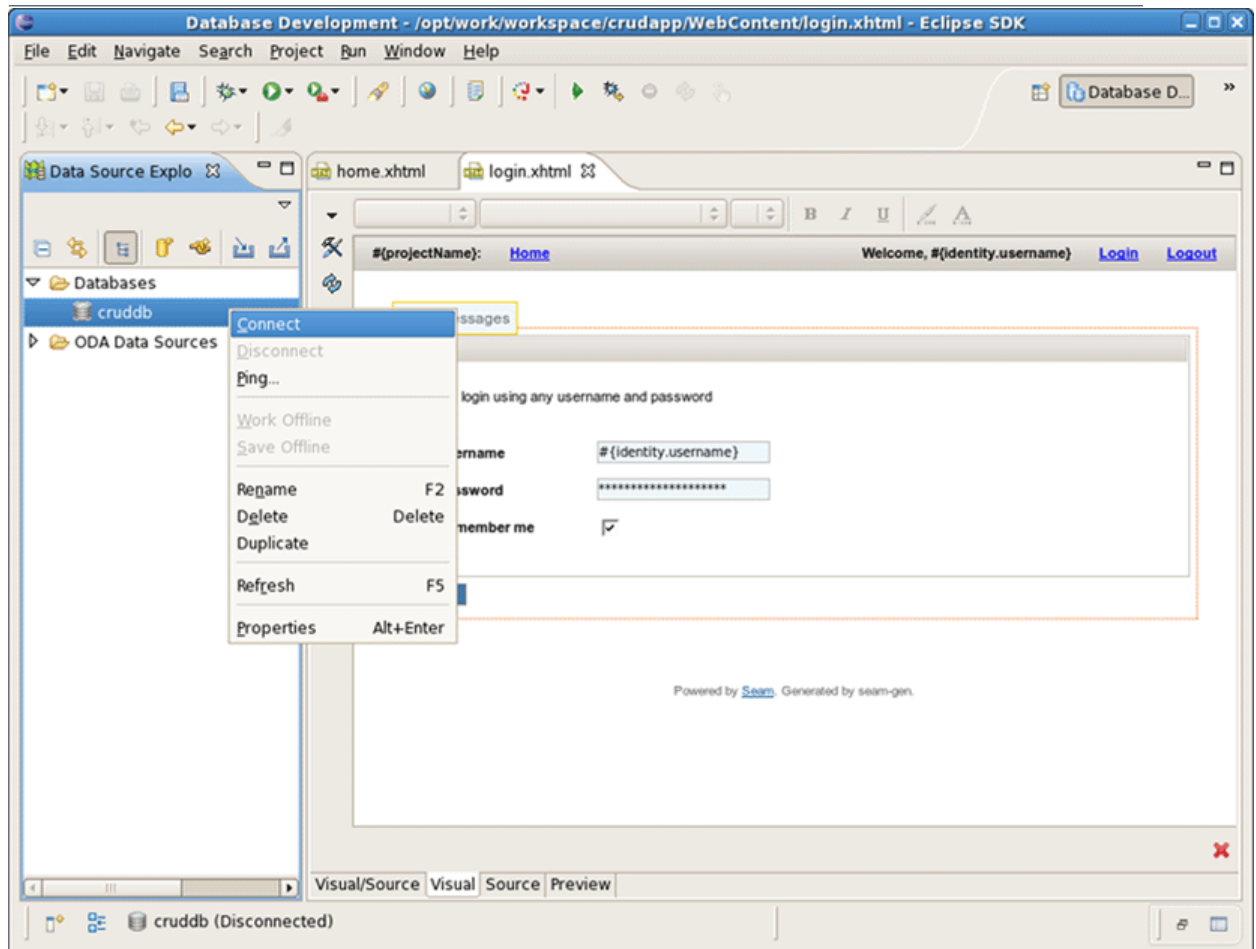 Database Development - /opt/work/workspace/crudapp/WebContent/login.xhtml - Eclipse SDK
File Edit Navigate Search Project Run Window Help
Database D...
Data Source Explo
home.xhtml
login.xhtml
B I U A
#{projectName}: Home
Welcome, #{identity.username} Login Logout
Databases
cruddb
ODA Data Sources
Connect
Disconnect
Ping...
Work Offline
Save Offline
Rename F2
Delete Delete
Duplicate
Refresh F5
Properties Alt+Enter
ssages
login using any username and password
ername #{identity.username}
ssword ********************
member me
Powered by Seam. Generated by seam-gen.
Visual/Source Visual Source Preview
cruddb (Disconnected)